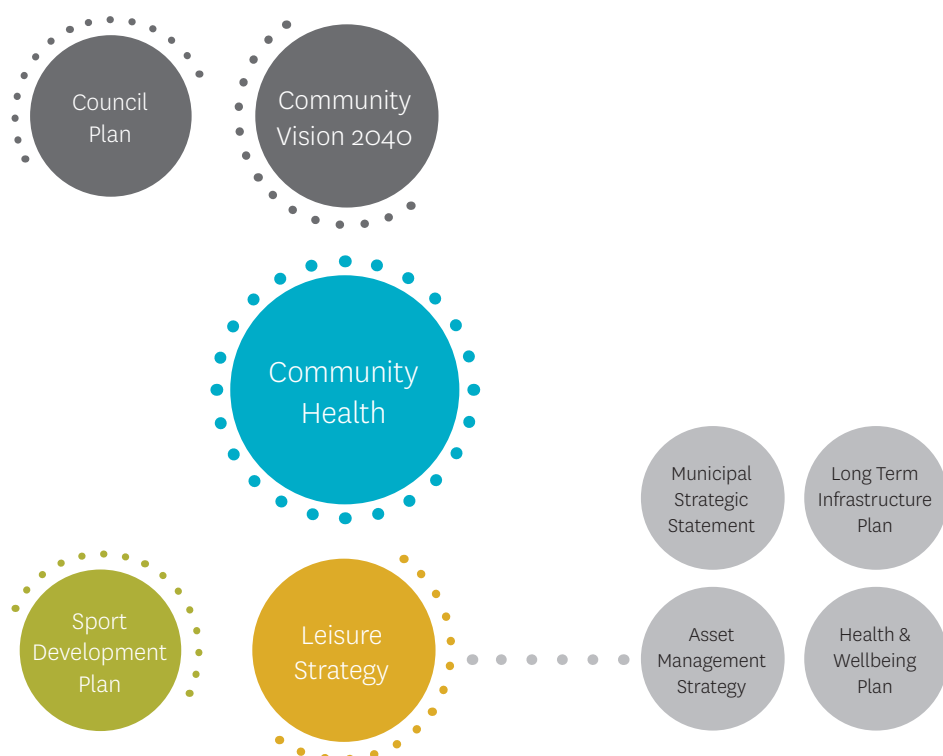 Council
Plan
Community
Vision 2040
Community
Health
Municipal
Strategic
Statement
Long Term
Infrastructure
Plan
Sport
Development
Plan
Leisure
Strategy
Asset
Management
Strategy
Health &
Wellbeing
Plan